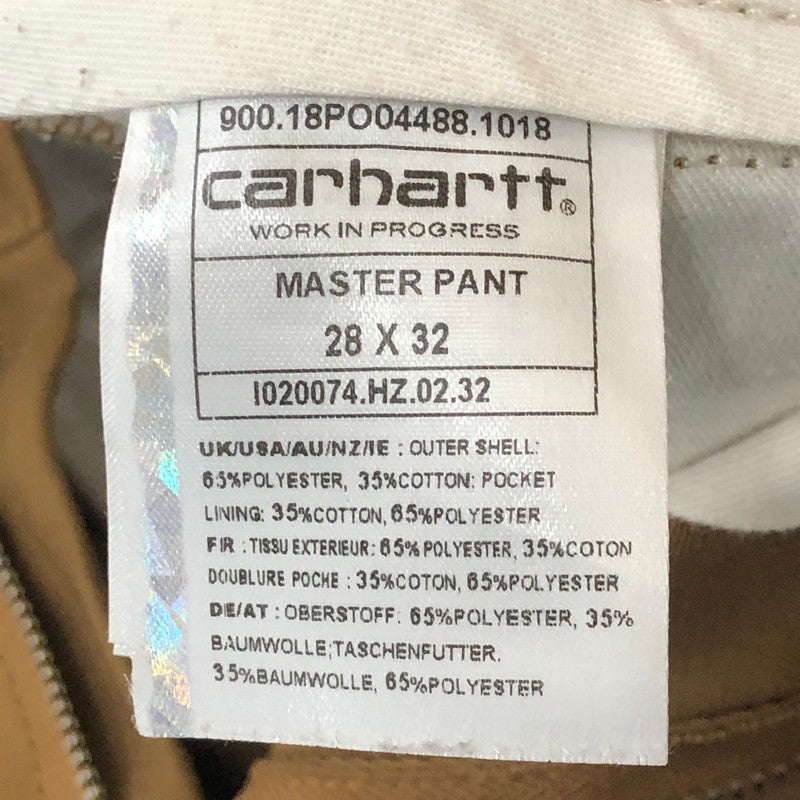 900.18PO04488.1018
carhartt®
WORK IN PROGRESS
MASTER PANT
28 X 32
I020074.HZ.02.32
UK/USA/AU/NZ/IE : OUTER SHELL:
65%POLYESTER, 35%COTTON: POCKET
LINING: 35%COTTON, 65%POLYESTER
FIR : TISSU EXTERIEUR: 65%POLYESTER, 35%COTON
DOUBLURE POCHE : 35%COTON, 65%POLYESTER
DE/AT : OBERSTOFF: 65%POLYESTER, 35%
BAUMWOLLE;TASCHENFUTTER.
35%BAUMWOLLE, 65%POLYESTER